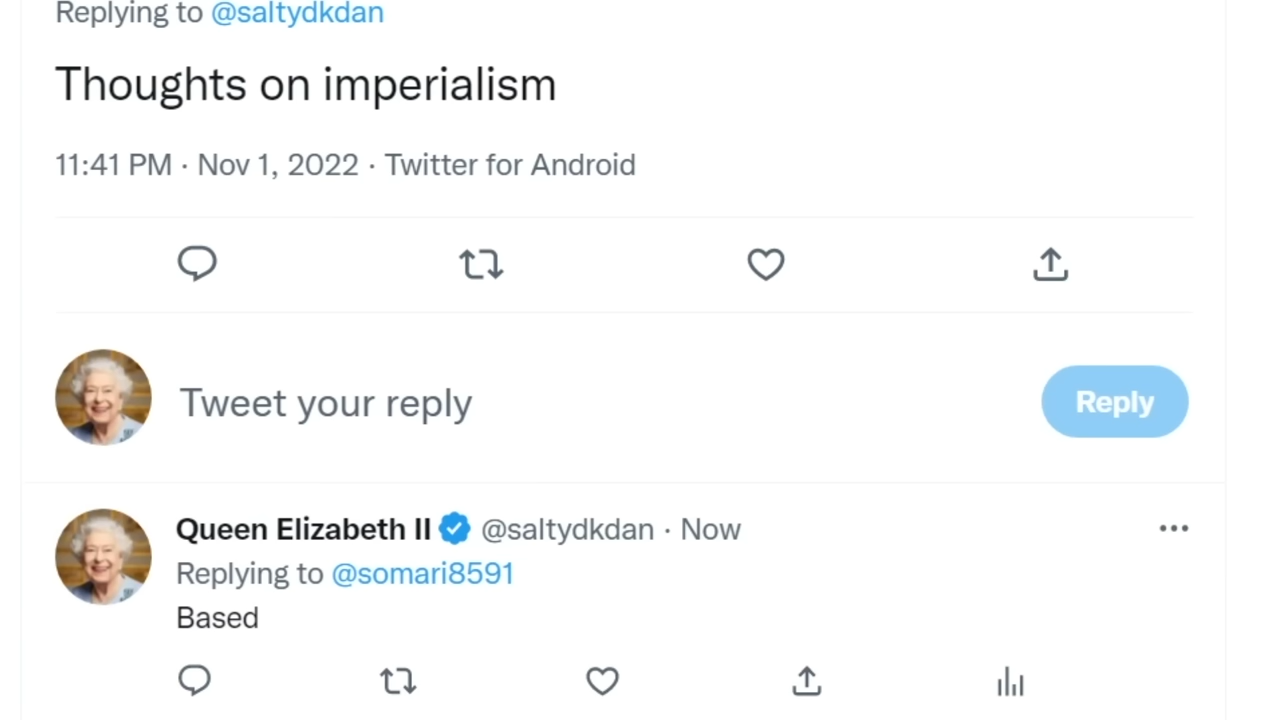 Replying to @saltydkdan
Thoughts on imperialism
11:41 PM · Nov 1, 2022 · Twitter for Android
Tweet your reply
Reply
Queen Elizabeth II @saltydkdan · Now
Replying to @somari8591
Based